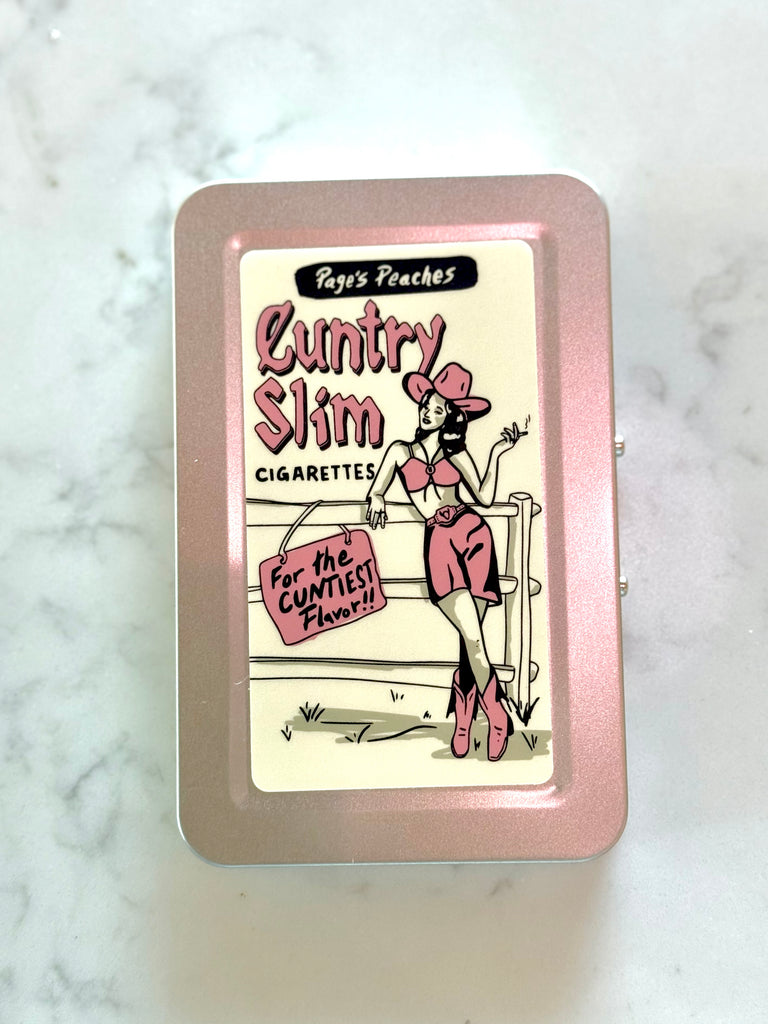 Page's Peaches
Cuntry
Slim
CIGARETTES
For the
CUNTIEST
Flavor!!